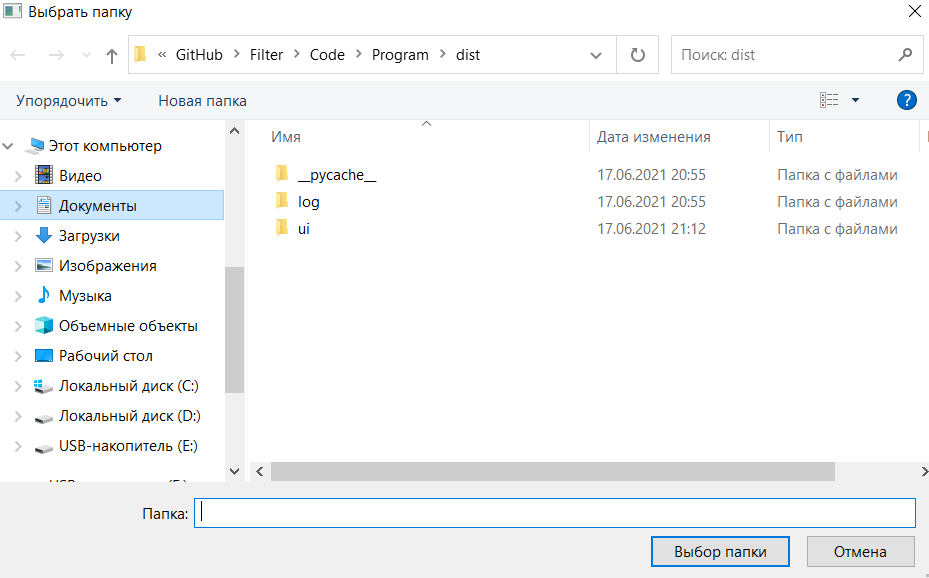 Выбрать папку
« GitHub > Filter > Code > Program > dist
Поиск: dist
Упорядочить
Новая папка
?
Этот компьютер
Видео
Документы
Загрузки
Изображения
Музыка
Объемные объекты
Рабочий стол
Локальный диск (C:)
Локальный диск (D:)
USB-накопитель (E:)
Имя Дата изменения Тип
__pycache__ 17.06.2021 20:55 Папка с файлами
log 17.06.2021 20:55 Папка с файлами
ui 17.06.2021 21:12 Папка с файлами
Папка:
Выбор папки
Отмена